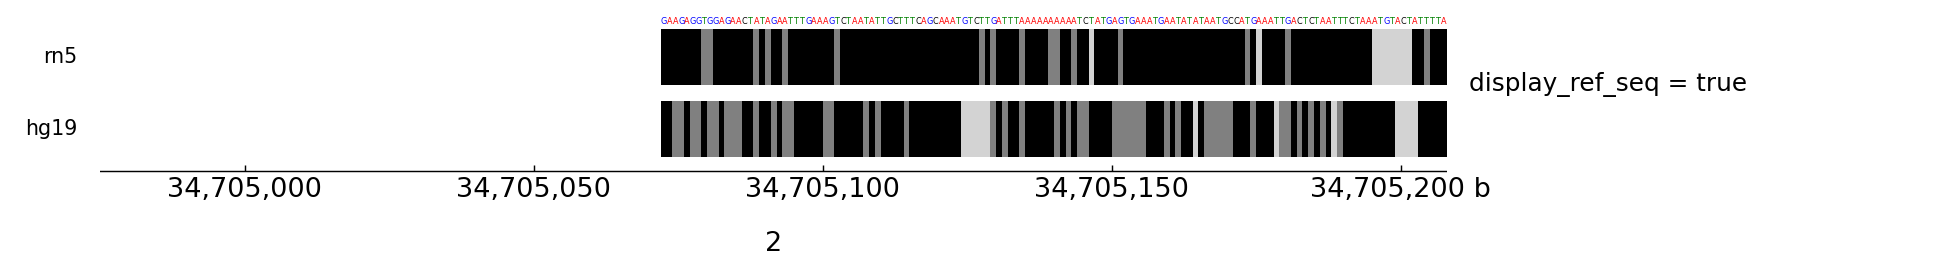 GAAGAGGTGGAGAACTATAGAATTTGAAAGTCTAATATTGCTTTCAGCAAATGTCTTGATTTAAAAAAAAAATCTATGAGTGAAATGAATATATAATGCCATGAAATTGACTCTAATTTCTAAATGTACTATTTTA
rn5
display_ref_seq = true
hg19
34,705,000 34,705,050 34,705,100 34,705,150 34,705,200 b
2